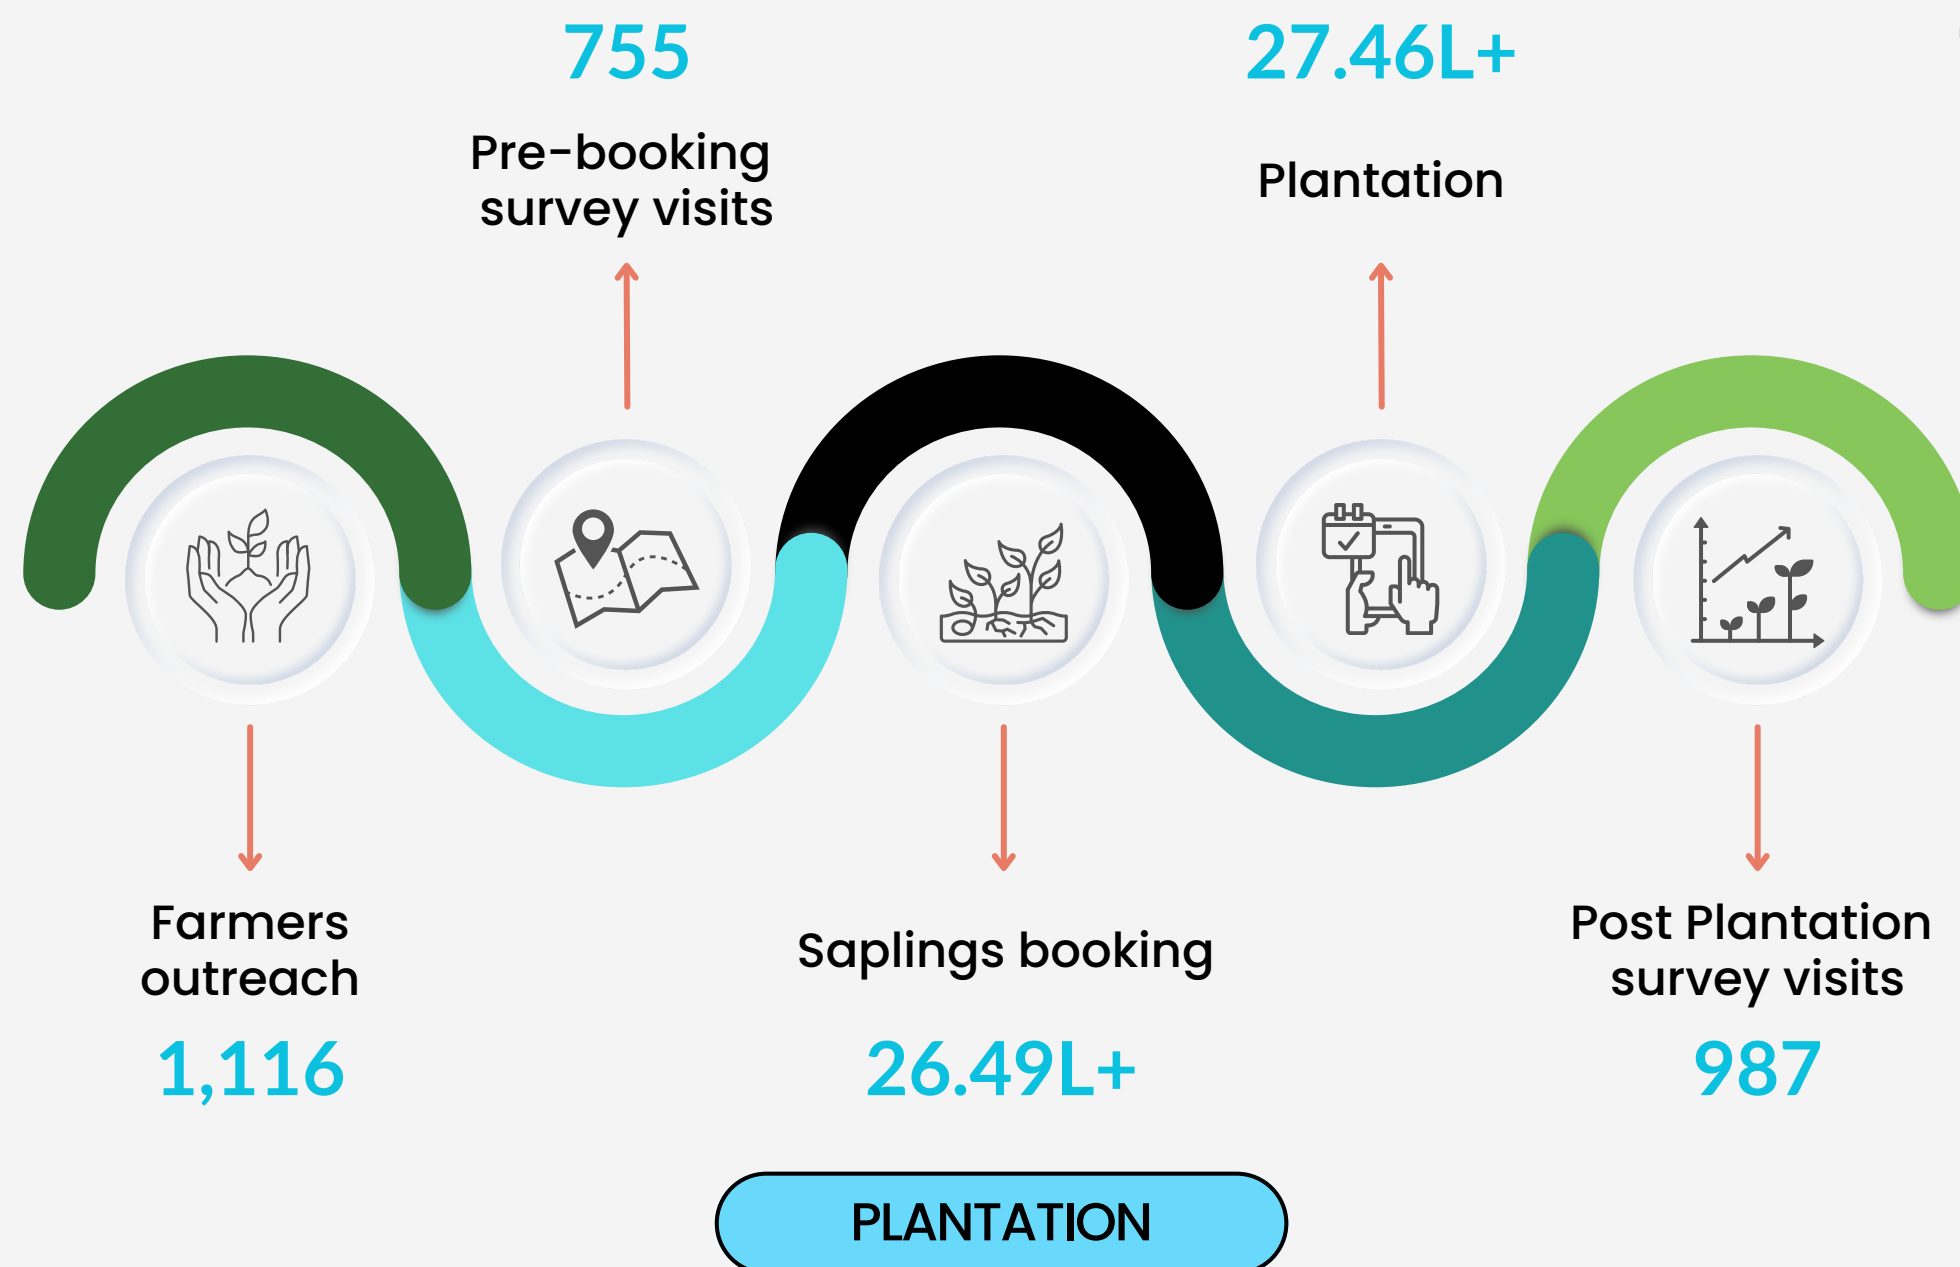 755
Pre-booking
survey visits
27.46L+
Plantation
Farmers
outreach
1,116
Saplings booking
26.49L+
Post Plantation
survey visits
987
PLANTATION